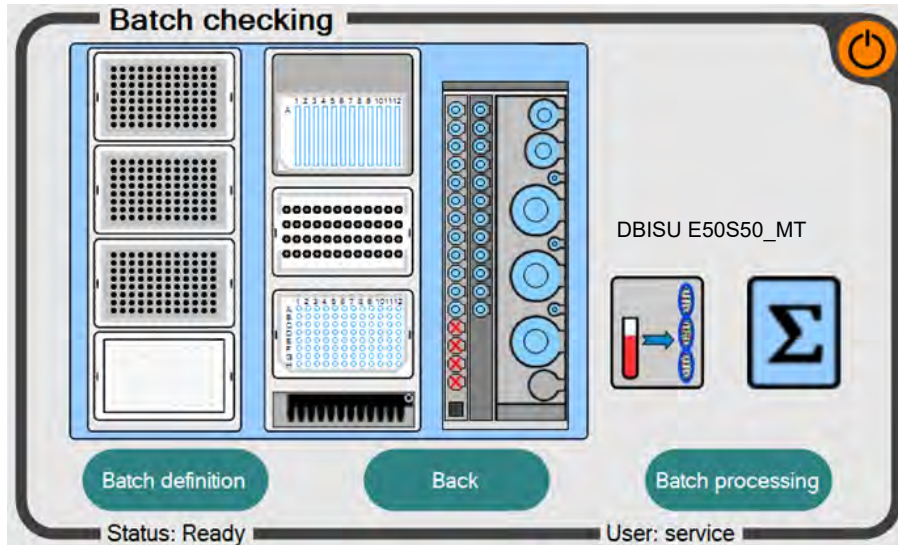 Batch checking
1 2 3 4 5 6 7 8 9 10 11 12
A
DBISU E50S50_MT
1 2 3 4 5 6 7 8 9 10 11 12
A
B
C
D
E
F
G
H
Σ
Batch definition
Back
Batch processing
Status: Ready
User: service